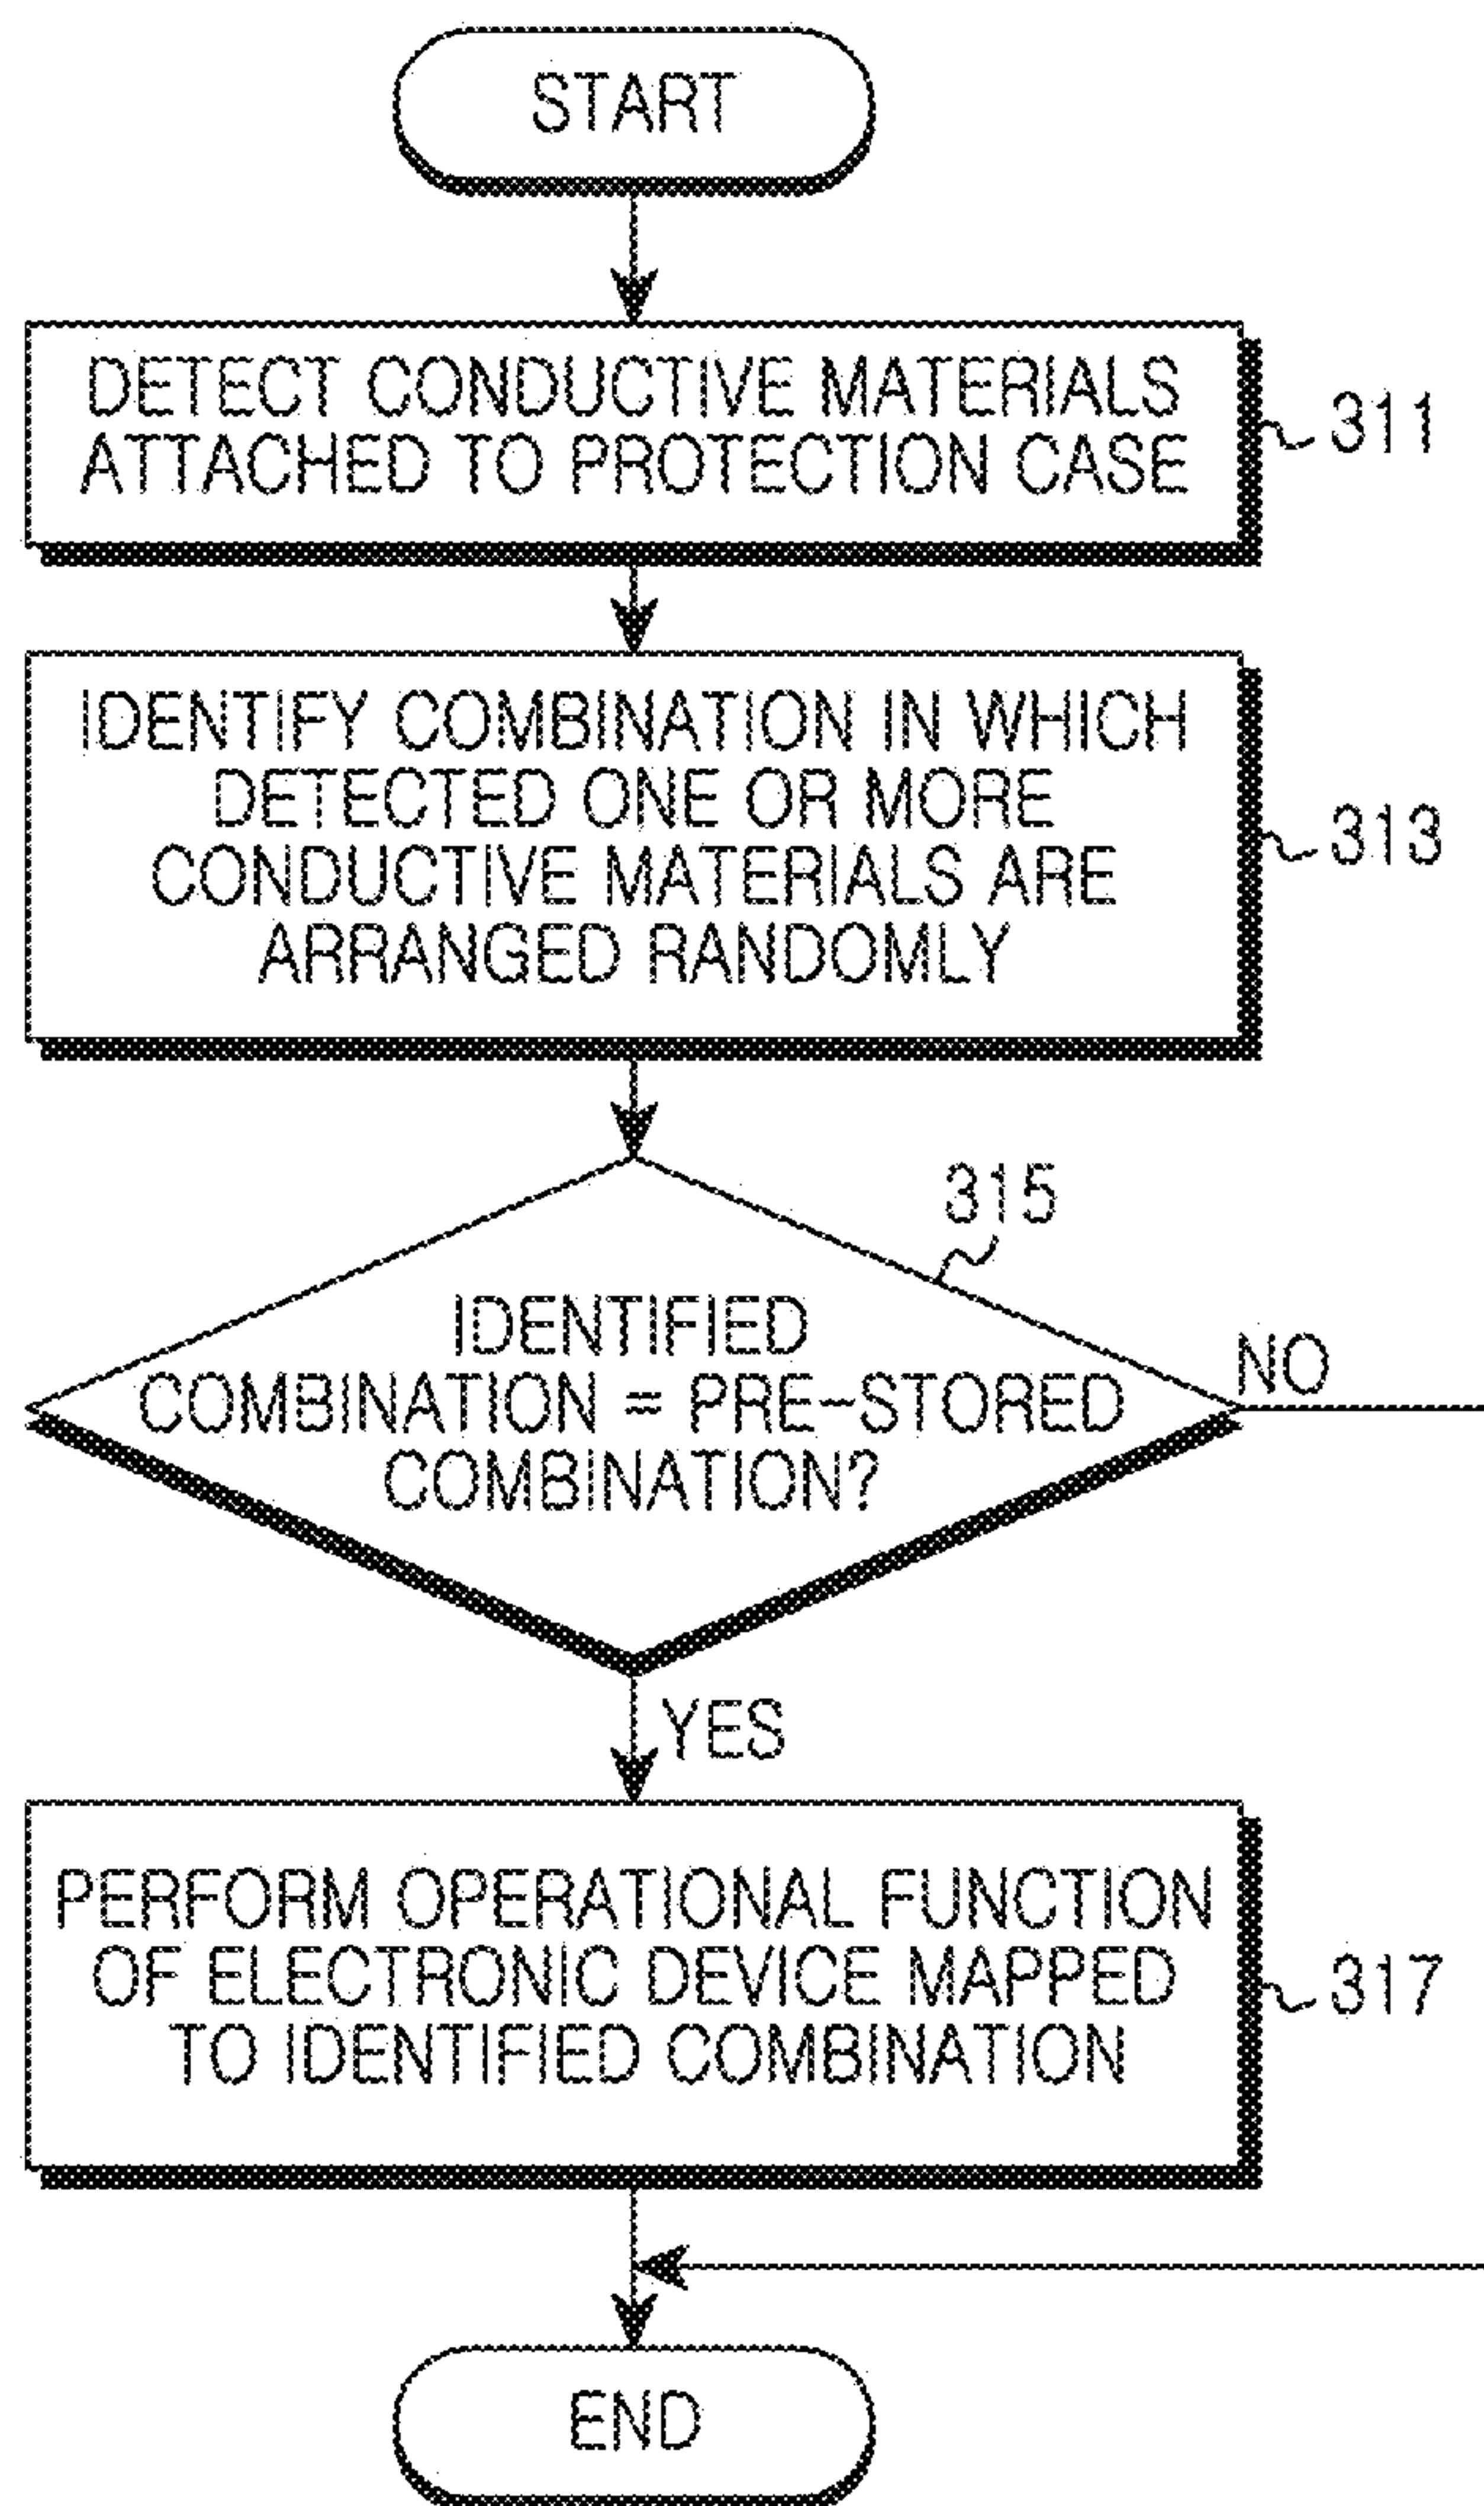 START
DETECT CONDUCTIVE MATERIALS
ATTACHED TO PROTECTION CASE
311
IDENTIFY COMBINATION IN WHICH
DETECTED ONE OR MORE
CONDUCTIVE MATERIALS ARE
ARRANGED RANDOMLY
313
315
IDENTIFIED
COMBINATION = PRE-STORED
COMBINATION?
NO
YES
PERFORM OPERATIONAL FUNCTION
OF ELECTRONIC DEVICE MAPPED
TO IDENTIFIED COMBINATION
317
END